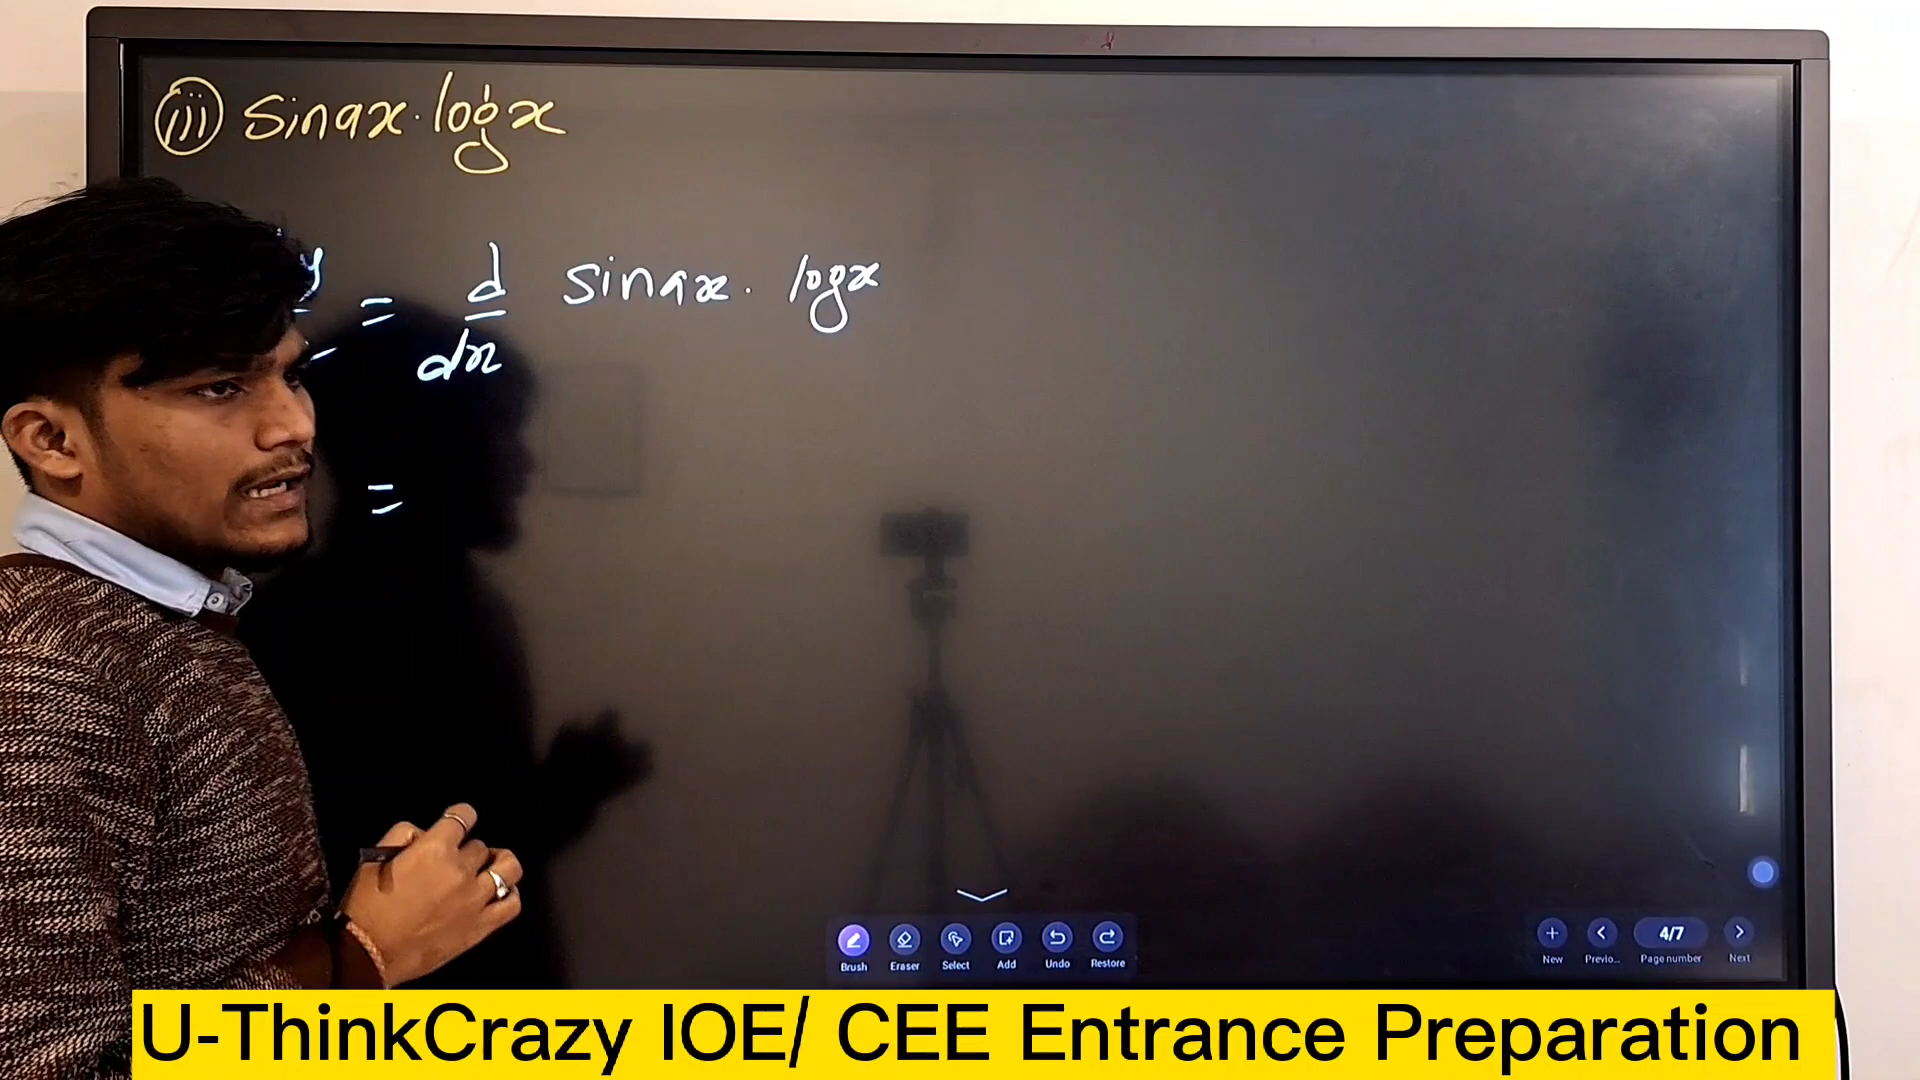 (iii) sinax . logx
y = d sinax . logx
dx
=
Brush Eraser Select Add Undo Restore
New Previo... 4/7 Page number Next
U-ThinkCrazy IOE/ CEE Entrance Preparation